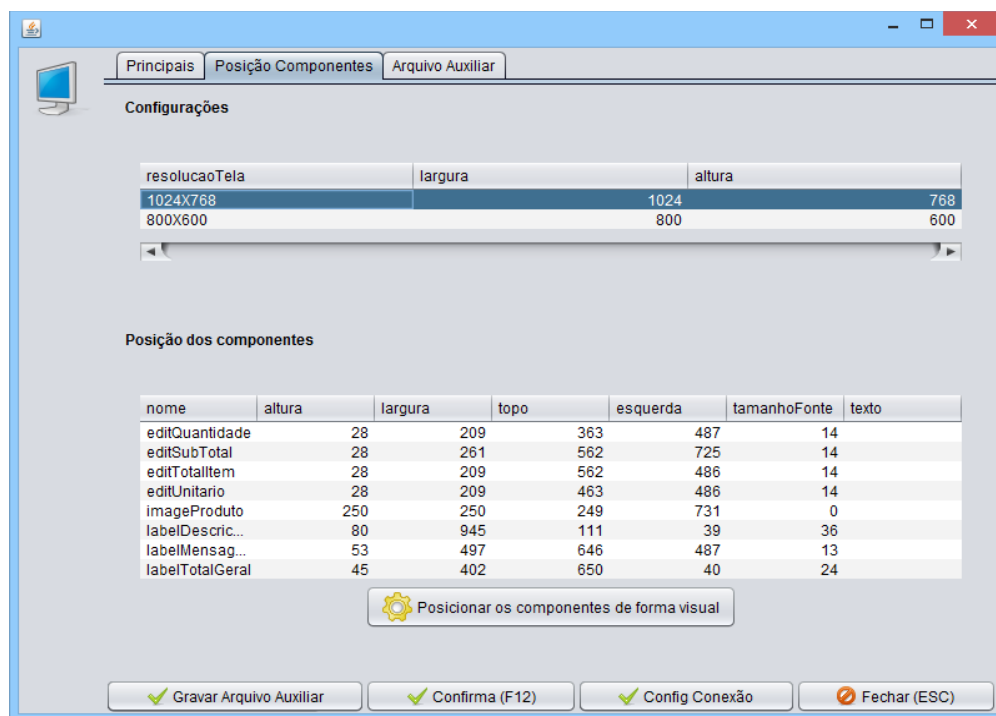 Principais Posição Componentes Arquivo Auxiliar
Configurações
resolucaoTela largura altura
1024X768 1024 768
800X600 800 600
Posição dos componentes
nome altura largura topo esquerda tamanhoFonte texto
editQuantidade 28 209 363 487 14
editSubTotal 28 261 562 725 14
editTotalItem 28 209 562 486 14
editUnitario 28 209 463 486 14
imageProduto 250 250 249 731 0
labelDescric... 80 945 111 39 36
labelMensag... 53 497 646 487 13
labelTotalGeral 45 402 650 40 24
Posicionar os componentes de forma visual
Gravar Arquivo Auxiliar Confirma (F12) Config Conexão Fechar (ESC)